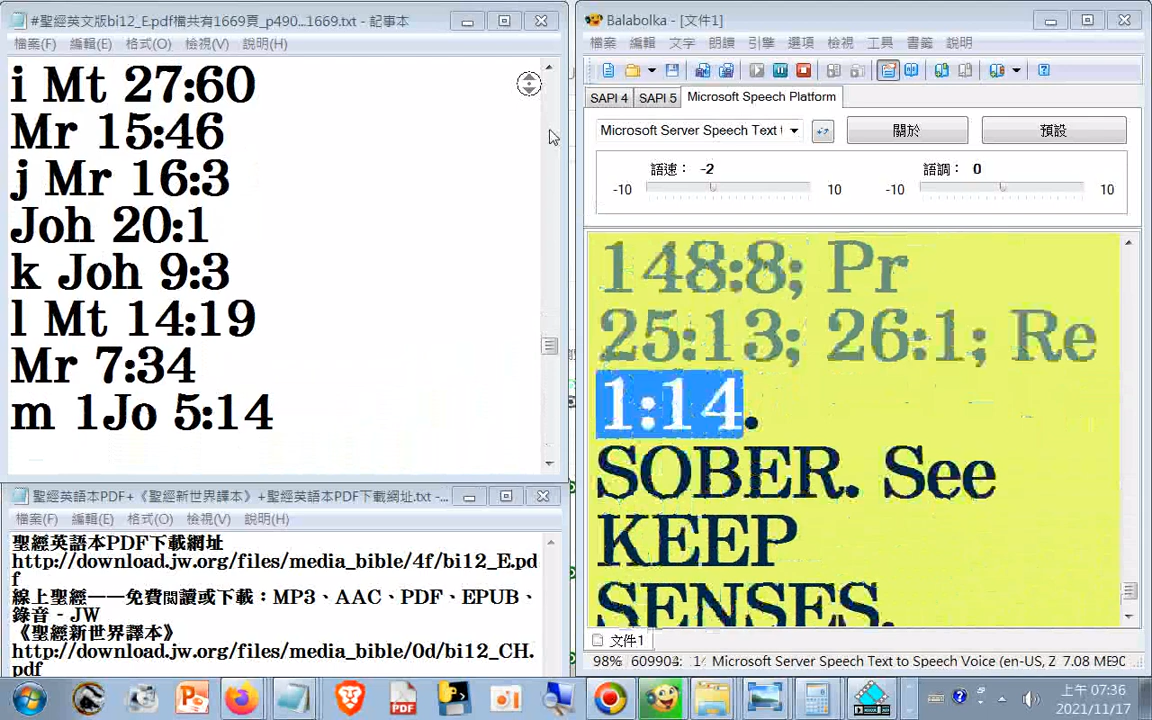 #聖經英文版bi12_E.pdf檔共有1669頁_p490...1669.txt - 記事本
檔案(F) 編輯(E) 格式(O) 檢視(V) 說明(H)
i Mt 27:60
Mr 15:46
j Mr 16:3
Joh 20:1
k Joh 9:3
l Mt 14:19
Mr 7:34
m 1Jo 5:14
聖經英語本PDF+《聖經新世界譯本》+聖經英語本PDF下載網址.txt -...
檔案(F) 編輯(E) 格式(O) 檢視(V) 說明(H)
聖經英語本PDF下載網址
http://download.jw.org/files/media_bible/4f/bi12_E.pd
f
線上聖經──免費閱讀或下載：MP3、AAC、PDF、EPUB、
錄音 - JW
《聖經新世界譯本》
http://download.jw.org/files/media_bible/0d/bi12_CH.
pdf
Balabolka - [文件1]
檔案 編輯 文字 朗讀 引擎 選項 檢視 工具 書籤 說明
SAPI 4 SAPI 5 Microsoft Speech Platform
Microsoft Server Speech Text 關於 預設
語速： -2 語調： 0
-10 10 -10 10
148:8; Pr
25:13; 26:1; Re
1:14.
SOBER. See
KEEP
SENSES.
文件1
98% 609904: Microsoft Server Speech Text to Speech Voice (en-US, Z 7.08 ME
上午 07:36
2021/11/17